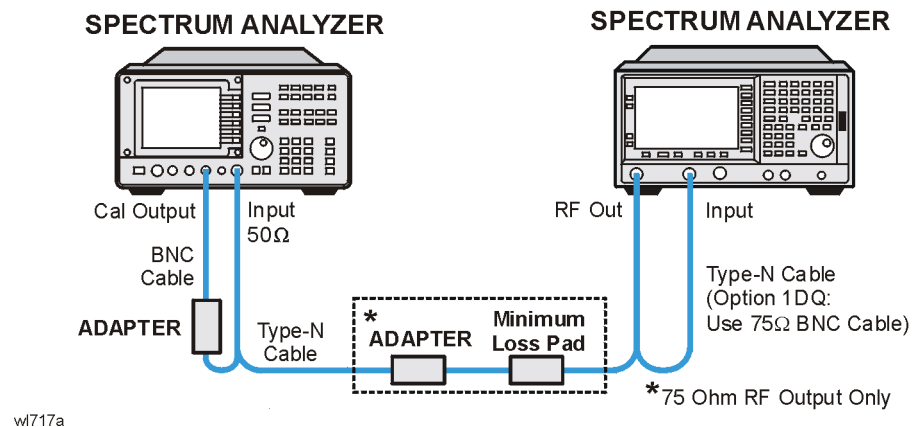 SPECTRUM ANALYZER
SPECTRUM ANALYZER
Cal Output
Input
50Ω
BNC
Cable
ADAPTER
Type-N
Cable
*
ADAPTER
Minimum
Loss Pad
RF Out
Input
Type-N Cable
(Option 1DQ:
Use 75Ω BNC Cable)
*75 Ohm RF Output Only
wl717a